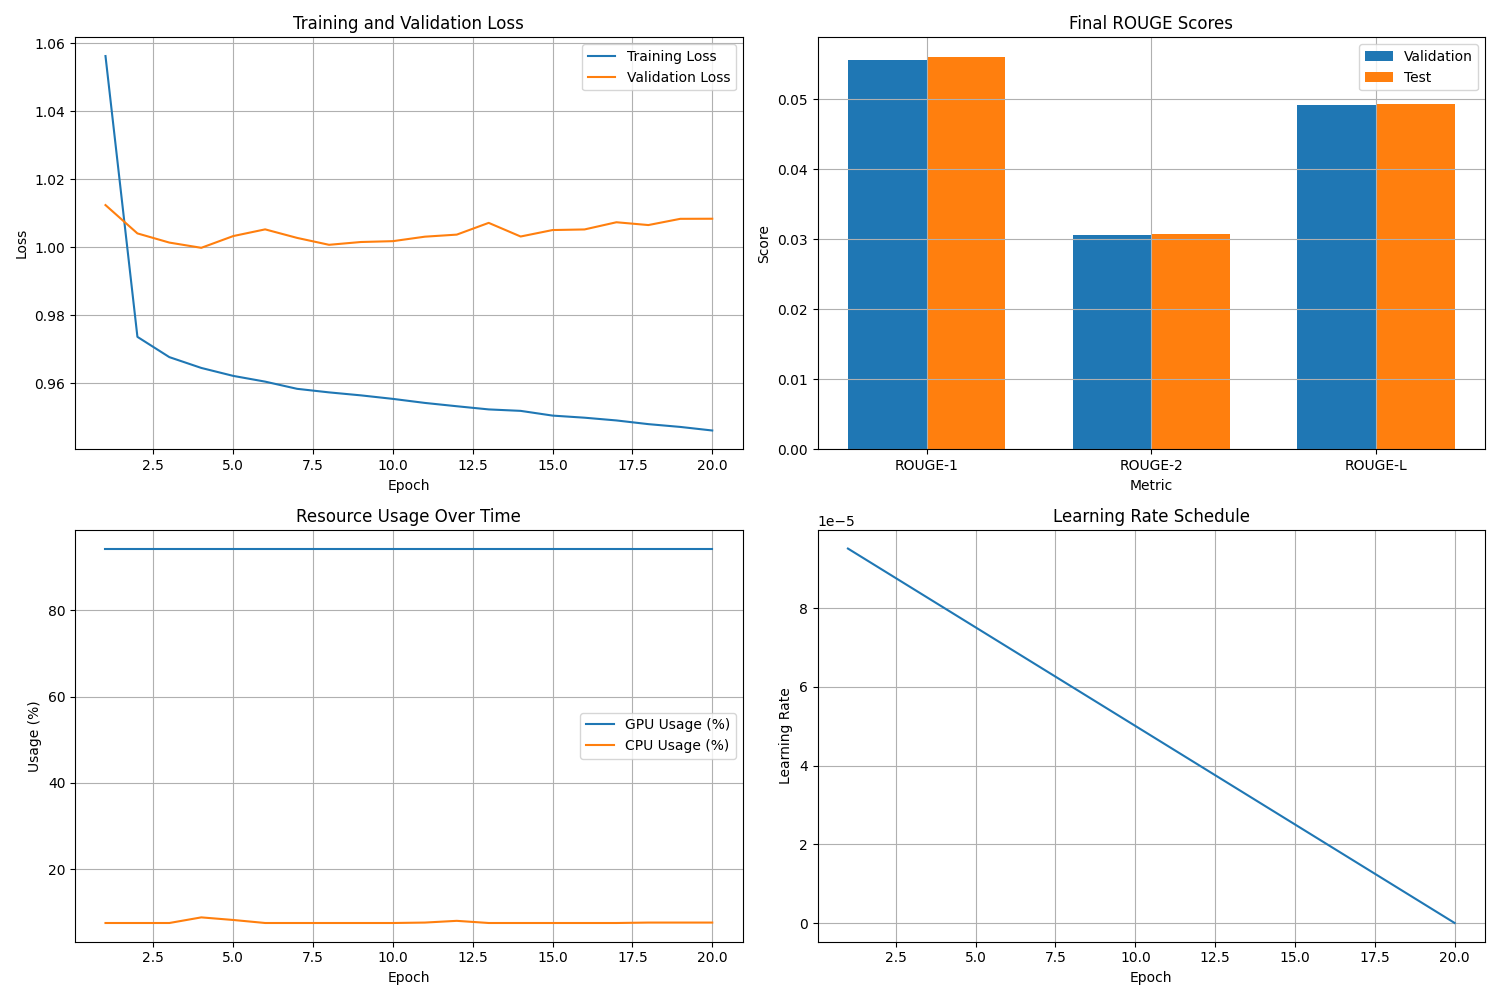 Training and Validation Loss
1.06
1.04
1.02
1.00
0.98
0.96
Loss
Training Loss
Validation Loss
2.5 5.0 7.5 10.0 12.5 15.0 17.5 20.0
Epoch
Final ROUGE Scores
0.05
0.04
0.03
0.02
0.01
0.00
Score
Validation
Test
ROUGE-1 ROUGE-2 ROUGE-L
Metric
Resource Usage Over Time
80
60
40
20
Usage (%)
GPU Usage (%)
CPU Usage (%)
2.5 5.0 7.5 10.0 12.5 15.0 17.5 20.0
Epoch
Learning Rate Schedule
1e−5
8
6
4
2
0
Learning Rate
2.5 5.0 7.5 10.0 12.5 15.0 17.5 20.0
Epoch